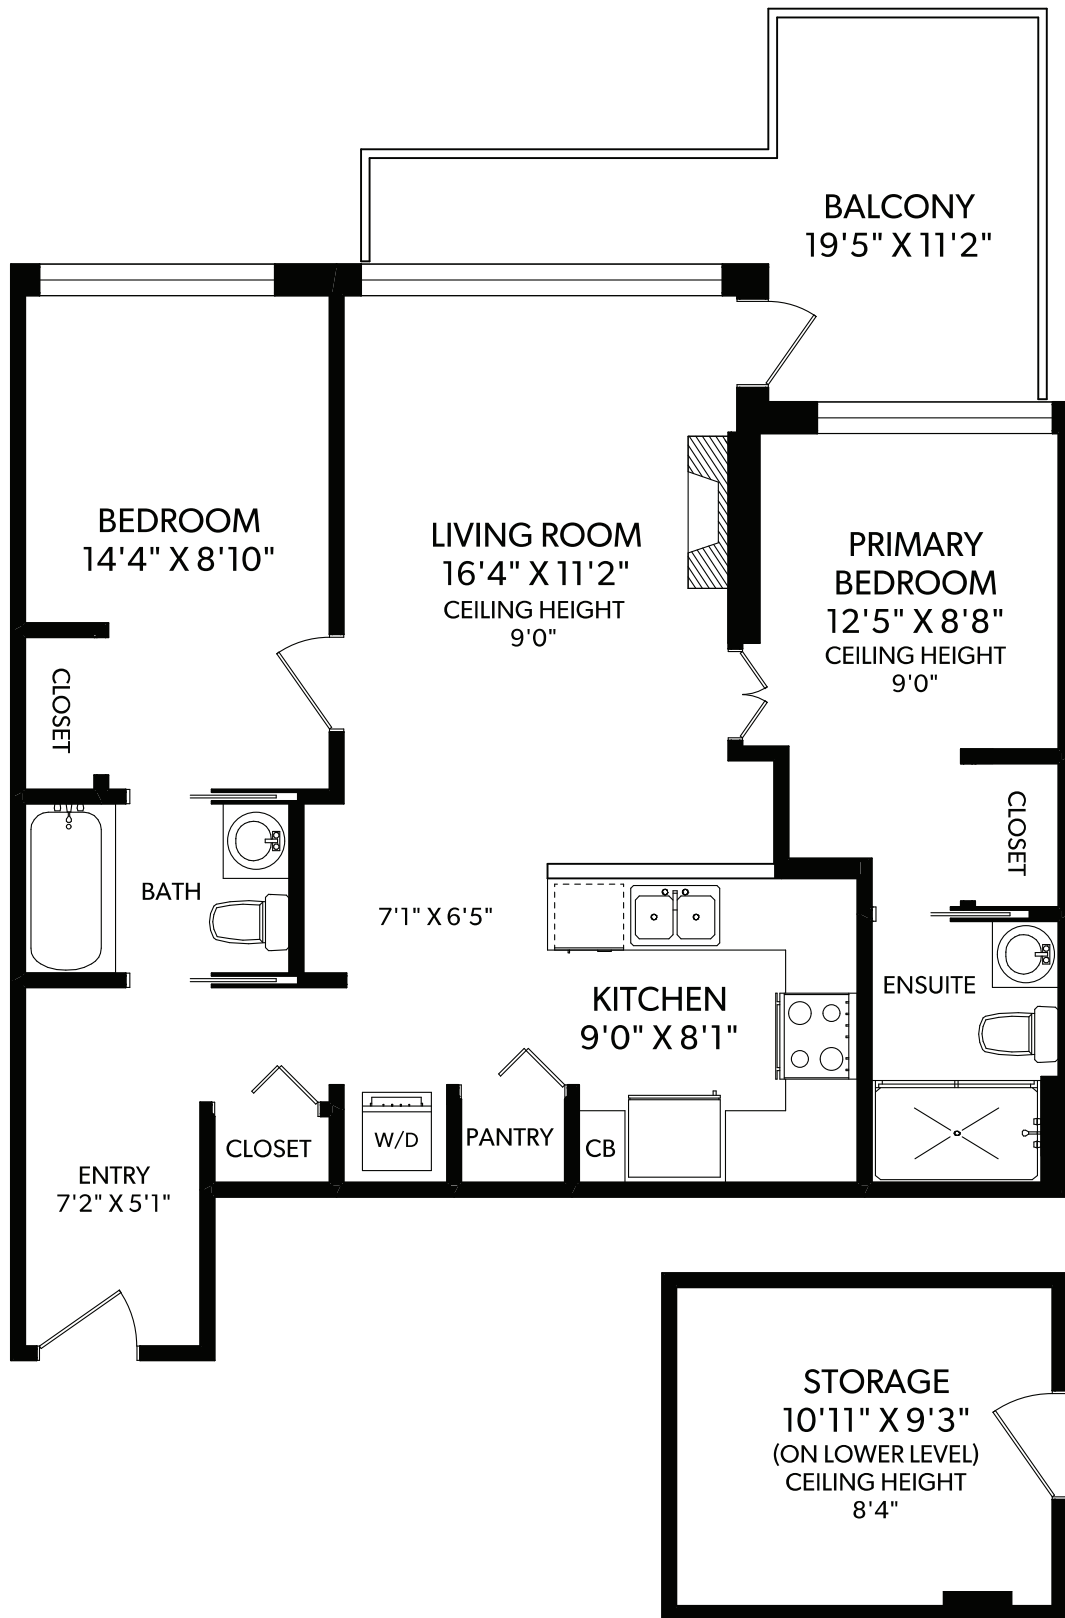 BALCONY
19'5" X 11'2"
BEDROOM
14'4" X 8'10"
LIVING ROOM
16'4" X 11'2"
CEILING HEIGHT
9'0"
PRIMARY
BEDROOM
12'5" X 8'8"
CEILING HEIGHT
9'0"
CLOSET
CLOSET
BATH
7'1" X 6'5"
ENSUITE
KITCHEN
9'0" X 8'1"
CLOSET
W/D
PANTRY
CB
ENTRY
7'2" X 5'1"
STORAGE
10'11" X 9'3"
(ON LOWER LEVEL)
CEILING HEIGHT
8'4"